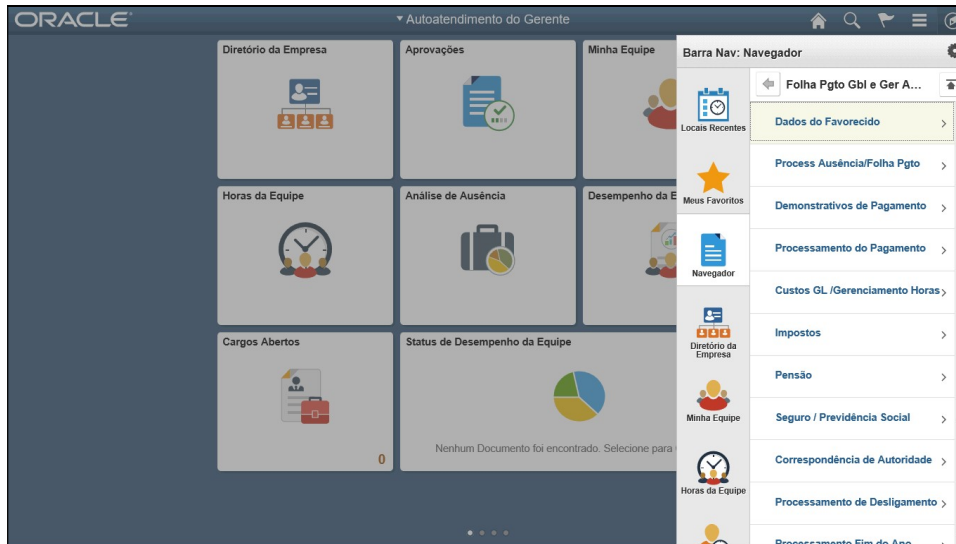 ORACLE
Autoatendimento do Gerente
Diretório da Empresa
Aprovações
Minha Equipe
Horas da Equipe
Análise de Ausência
Desempenho da E
Cargos Abertos
0
Status de Desempenho da Equipe
Nenhum Documento foi encontrado. Selecione para
Barra Nav: Navegador
Locais Recentes
Meus Favoritos
Navegador
Diretório da
Empresa
Minha Equipe
Horas da Equipe
Folha Pgto Gbl e Ger A...
Dados do Favorecido
Process Ausência/Folha Pgto
Demonstrativos de Pagamento
Processamento do Pagamento
Custos GL /Gerenciamento Horas
Impostos
Pensão
Seguro / Previdência Social
Correspondência de Autoridade
Processamento de Desligamento
Processamento Fim do Ano